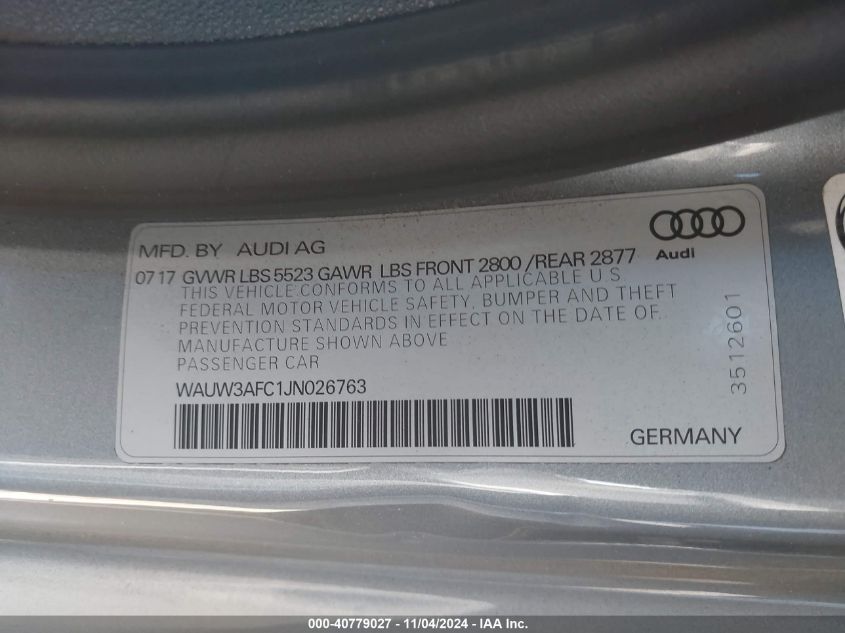 MFD. BY AUDI AG
Audi
07 17 GVWR LBS 5523 GAWR LBS FRONT 2800 /REAR 2877
THIS VEHICLE CONFORMS TO ALL APPLICABLE U S
FEDERAL MOTOR VEHICLE SAFETY, BUMPER AND THEFT
PREVENTION STANDARDS IN EFFECT ON THE DATE OF
MANUFACTURE SHOWN ABOVE
PASSENGER CAR
WAUW3AFC1JN026763
GERMANY
3512601
000-40779027 - 11/04/2024 - IAA Inc.